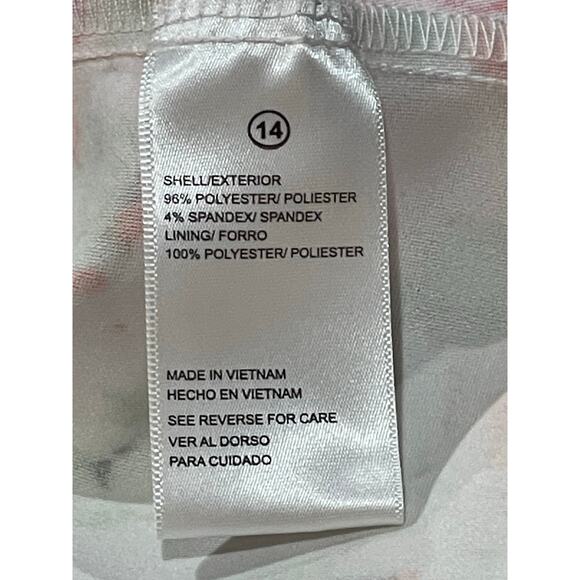 14
SHELL/EXTERIOR
96% POLYESTER/ POLIESTER
4% SPANDEX/ SPANDEX
LINING/ FORRO
100% POLYESTER/ POLIESTER
MADE IN VIETNAM
HECHO EN VIETNAM
SEE REVERSE FOR CARE
VER AL DORSO
PARA CUIDADO